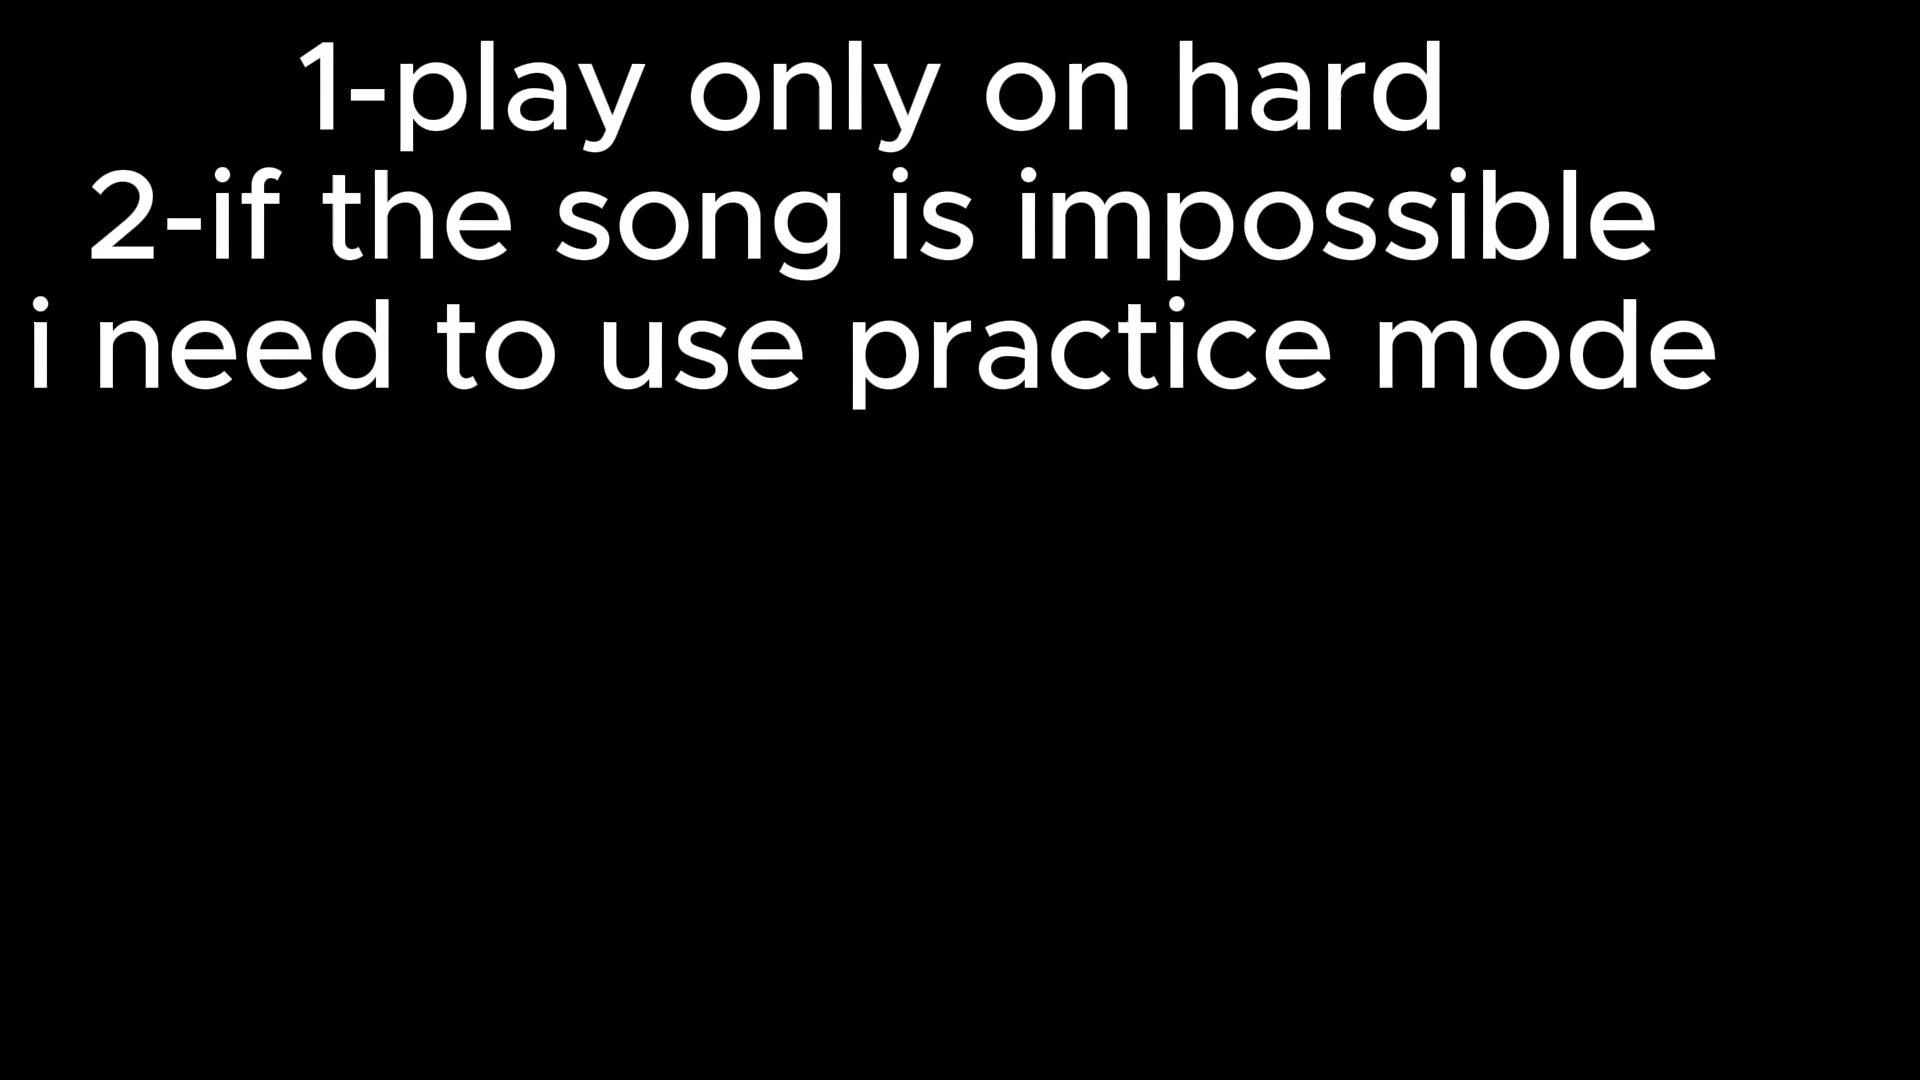 1-play only on hard
2-if the song is impossible
i need to use practice mode